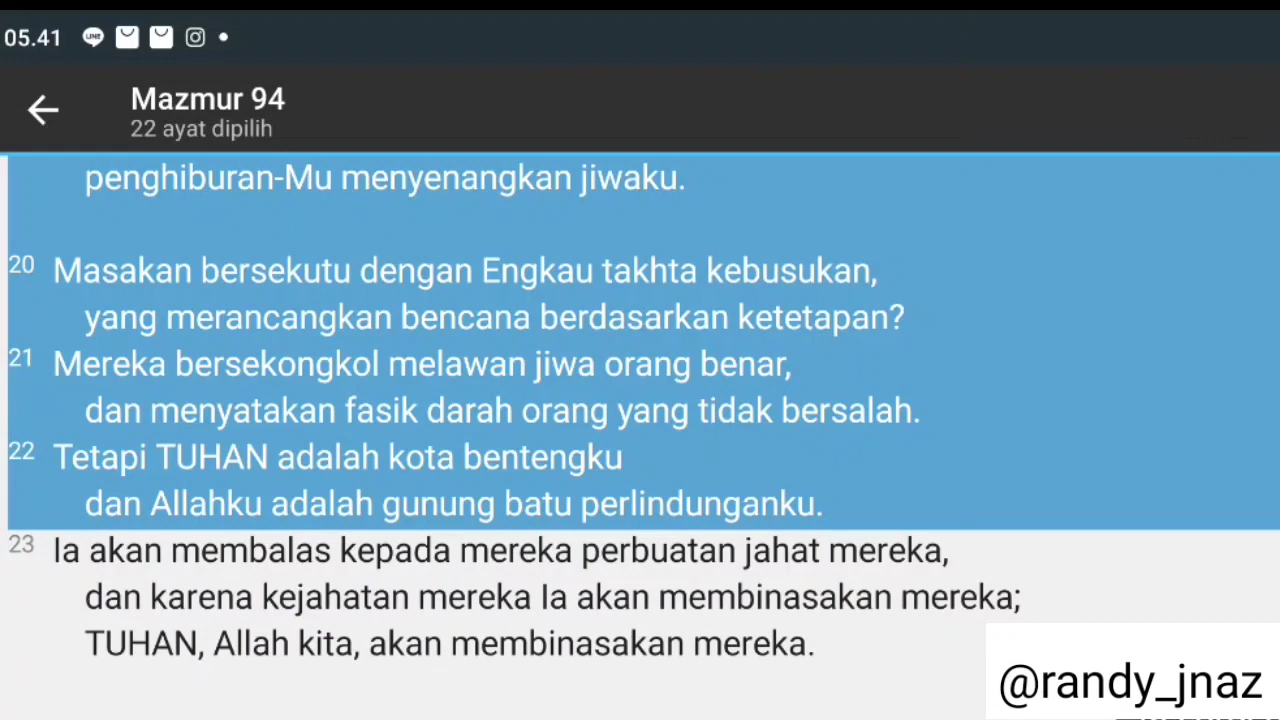 05.41 LINE
Mazmur 94
22 ayat dipilih
penghiburan-Mu menyenangkan jiwaku.
20 Masakan bersekutu dengan Engkau takhta kebusukan,
yang merancangkan bencana berdasarkan ketetapan?
21 Mereka bersekongkol melawan jiwa orang benar,
dan menyatakan fasik darah orang yang tidak bersalah.
22 Tetapi TUHAN adalah kota bentengku
dan Allahku adalah gunung batu perlindunganku.
23 Ia akan membalas kepada mereka perbuatan jahat mereka,
dan karena kejahatan mereka Ia akan membinasakan mereka;
TUHAN, Allah kita, akan membinasakan mereka.
@randy_jnaz